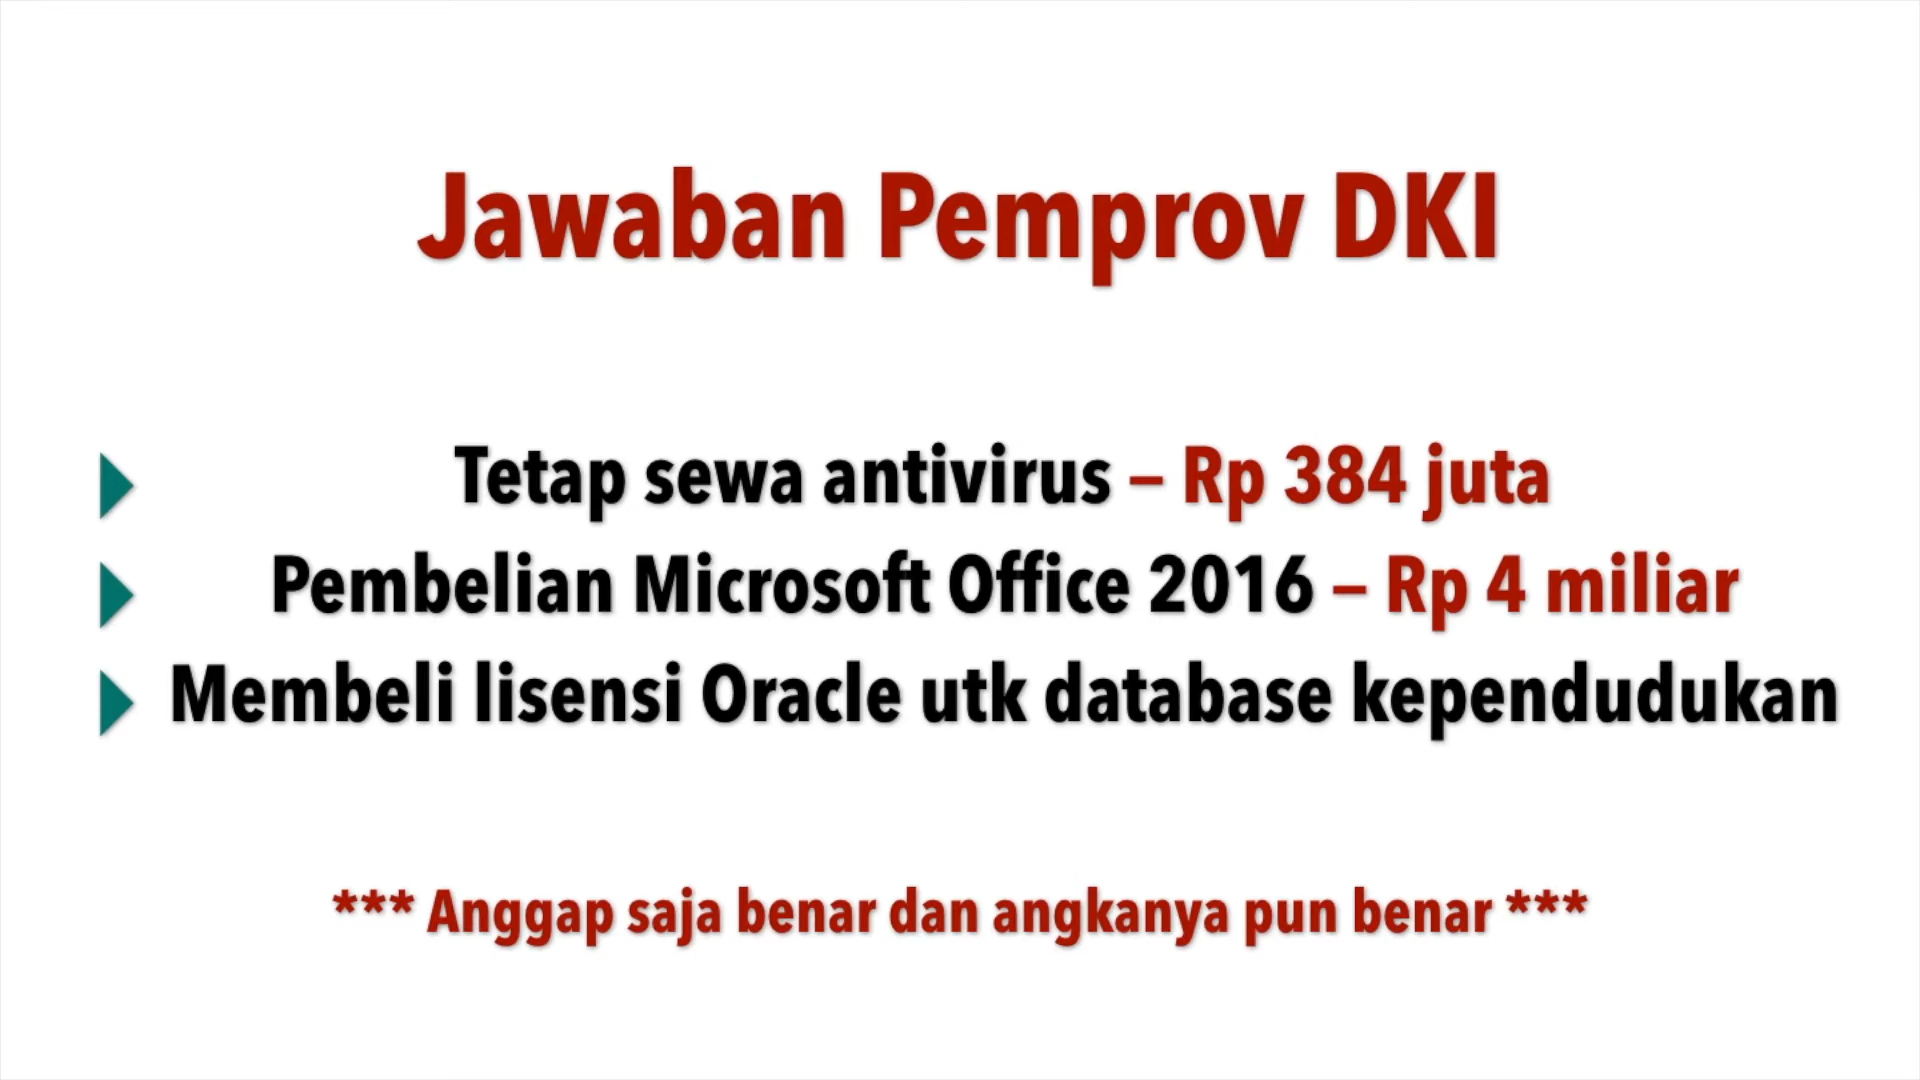 Jawaban Pemprov DKI
Tetap sewa antivirus – Rp 384 juta
Pembelian Microsoft Office 2016 – Rp 4 miliar
Membeli lisensi Oracle utk database kependudukan
*** Anggap saja benar dan angkanya pun benar ***